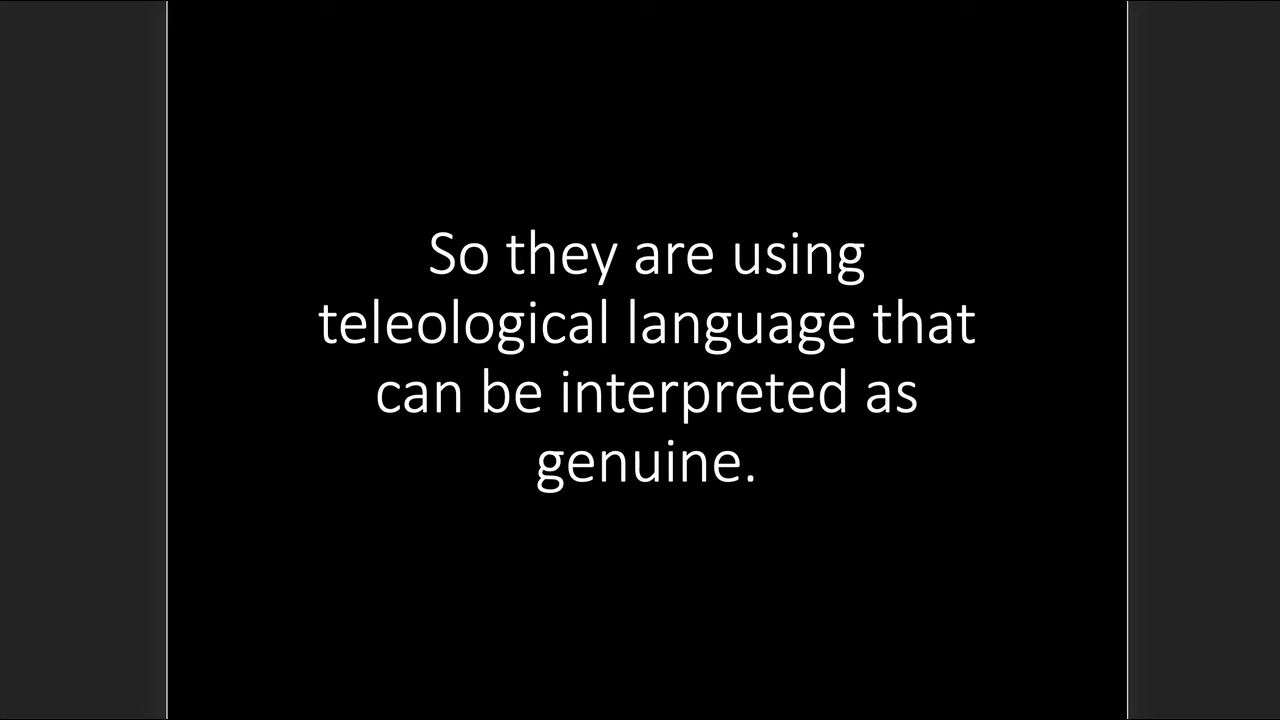 So they are using
teleological language that
can be interpreted as
genuine.